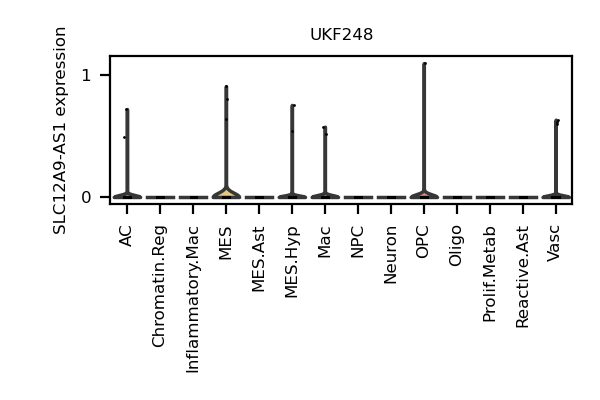 UKF248
SLC12A9-AS1 expression
1
0
AC
Chromatin.Reg
Inflammatory.Mac
MES
MES.Ast
MES.Hyp
Mac
NPC
Neuron
OPC
Oligo
Prolif.Metab
Reactive.Ast
Vasc